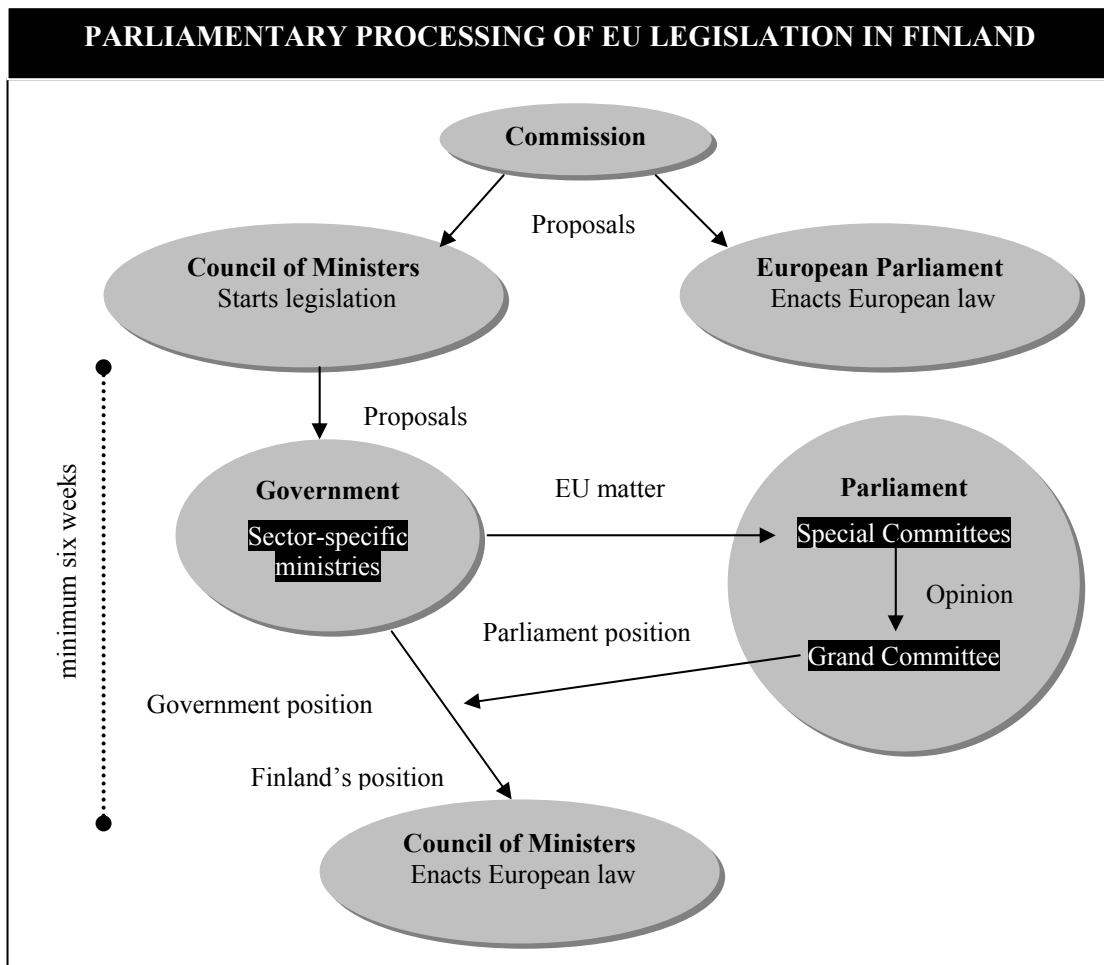 PARLIAMENTARY PROCESSING OF EU LEGISLATION IN FINLAND
Commission
Proposals
Council of Ministers
Starts legislation
European Parliament
Enacts European law
minimum six weeks
Proposals
Government
Sector-specific
ministries
EU matter
Parliament
Special Committees
Opinion
Grand Committee
Parliament position
Government position
Finland’s position
Council of Ministers
Enacts European law